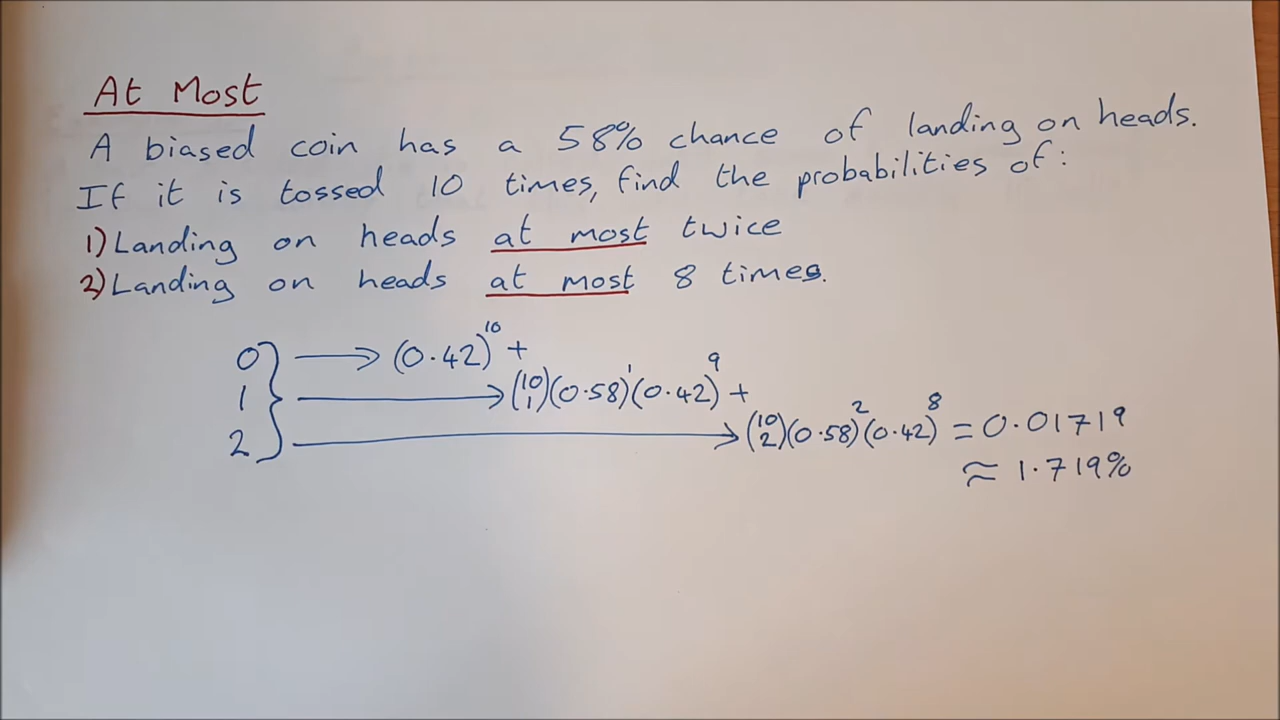 At Most
A biased coin has a 58% chance of landing on heads.
If it is tossed 10 times, find the probabilities of:
1) Landing on heads at most twice
2) Landing on heads at most 8 times.
0 } → (0.42)¹⁰ +
1 } → (10 1)(0.58)¹(0.42)⁹ +
2 } → (10 2)(0.58)²(0.42)⁸ = 0.01719
≈ 1.719%